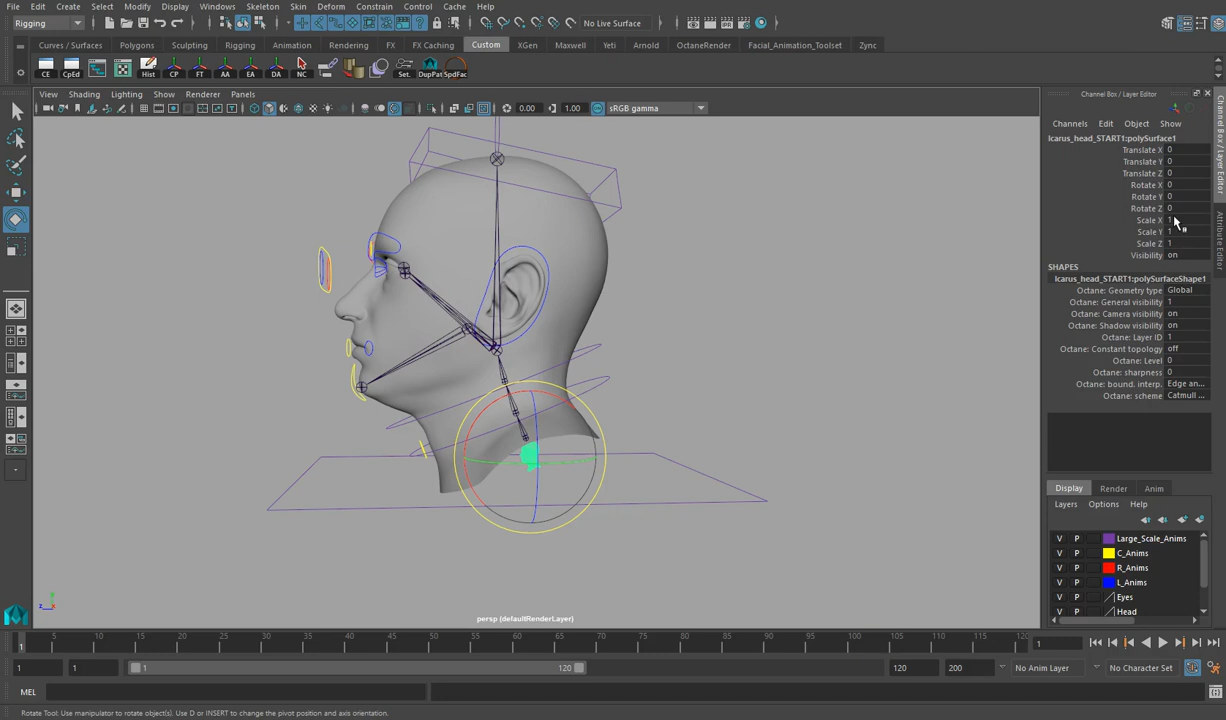 File Edit Create Select Modify Display Windows Skeleton Skin Deform Constrain Control Cache Help
Rigging No Live Surface
Curves / Surfaces Polygons Sculpting Rigging Animation Rendering FX FX Caching Custom XGen Maxwell Yeti Arnold OctaneRender Facial_Animation_Toolset Zync
CE CpEd Hist CP FT AA EA DA NC Set. DupPat SpdFac
View Shading Lighting Show Renderer Panels
0.00 1.00 sRGB gamma
Channel Box / Layer Editor
Channels Edit Object Show
Icarus_head_START1:polySurface1
Translate X 0
Translate Y 0
Translate Z 0
Rotate X 0
Rotate Y 0
Rotate Z 0
Scale X 1
Scale Y 1
Scale Z 1
Visibility on
SHAPES
Icarus_head_START1:polySurfaceShape1
Octane: Geometry type Global
Octane: General visibility 1
Octane: Camera visibility on
Octane: Shadow visibility on
Octane: Layer ID 1
Octane: Constant topology off
Octane: Level 0
Octane: sharpness 0
Octane: bound. interp. Edge an...
Octane: scheme Catmull ...
Channel Box / Layer Editor
Attribute Editor
Display Render Anim
Layers Options Help
V P Large_Scale_Anims
V P C_Anims
V P R_Anims
V P L_Anims
V P Eyes
V P Head
persp (defaultRenderLayer)
1 5 10 15 20 25 30 35 40 45 50 55 60 65 70 75 80 85 90 95 100 105 110 115 120 1
1 1 1 120 120 200 No Anim Layer No Character Set
MEL
Rotate Tool: Use manipulator to rotate object(s). Use D or INSERT to change the pivot position and axis orientation.